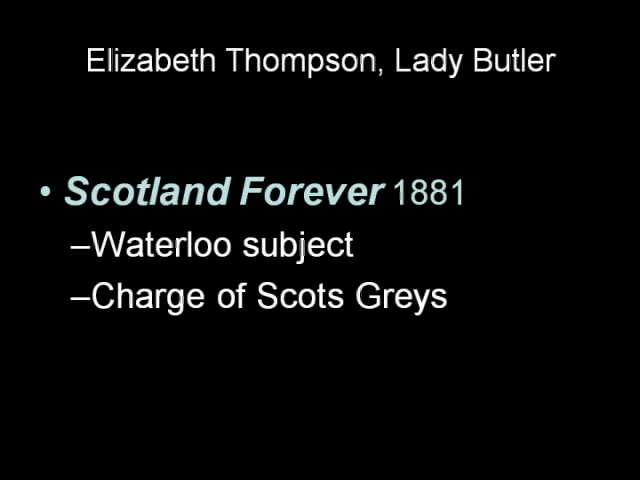 Elizabeth Thompson, Lady Butler
• Scotland Forever 1881
–Waterloo subject
–Charge of Scots Greys